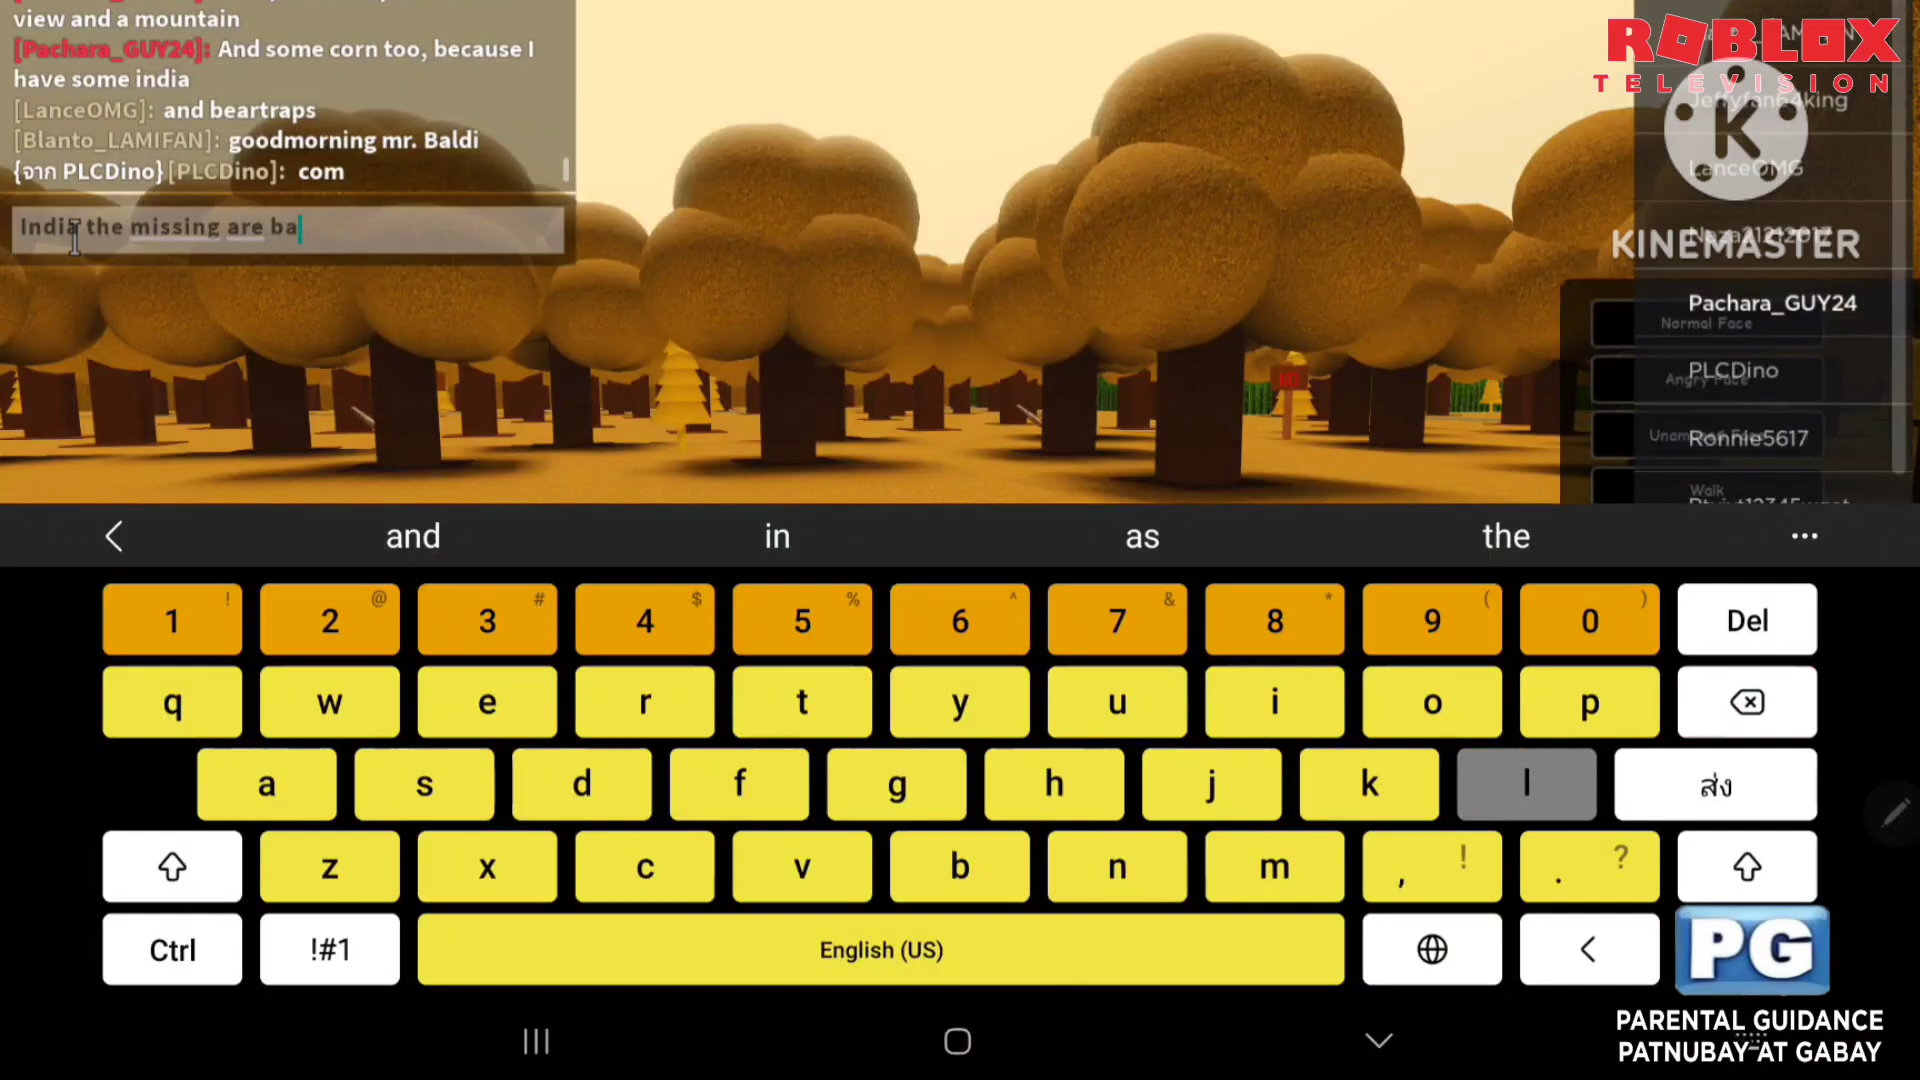 view and a mountain
[Pachara_GUY24]: And some corn too, because I
have some india
[LanceOMG]: and beartraps
[Blanto_LAMIFAN]: goodmorning mr. Baldi
{จาก PLCDino}[PLCDino]: com
India the missing are ba
ROBLOX
TELEVISION
Jeffyfan64king
LanceOMG
K
KINEMASTER
Pachara_GUY24
Normal Face
PLCDino
Angry Face
Ronnie5617
Walk
and in as the
1 ! 2 @ 3 # 4 $ 5 % 6 ^ 7 & 8 * 9 ( 0 ) Del
q w e r t y u i o p
a s d f g h j k l ส่ง
z x c v b n m , ! . ?
Ctrl !#1 English (US)
PG
PARENTAL GUIDANCE
PATNUBAY AT GABAY